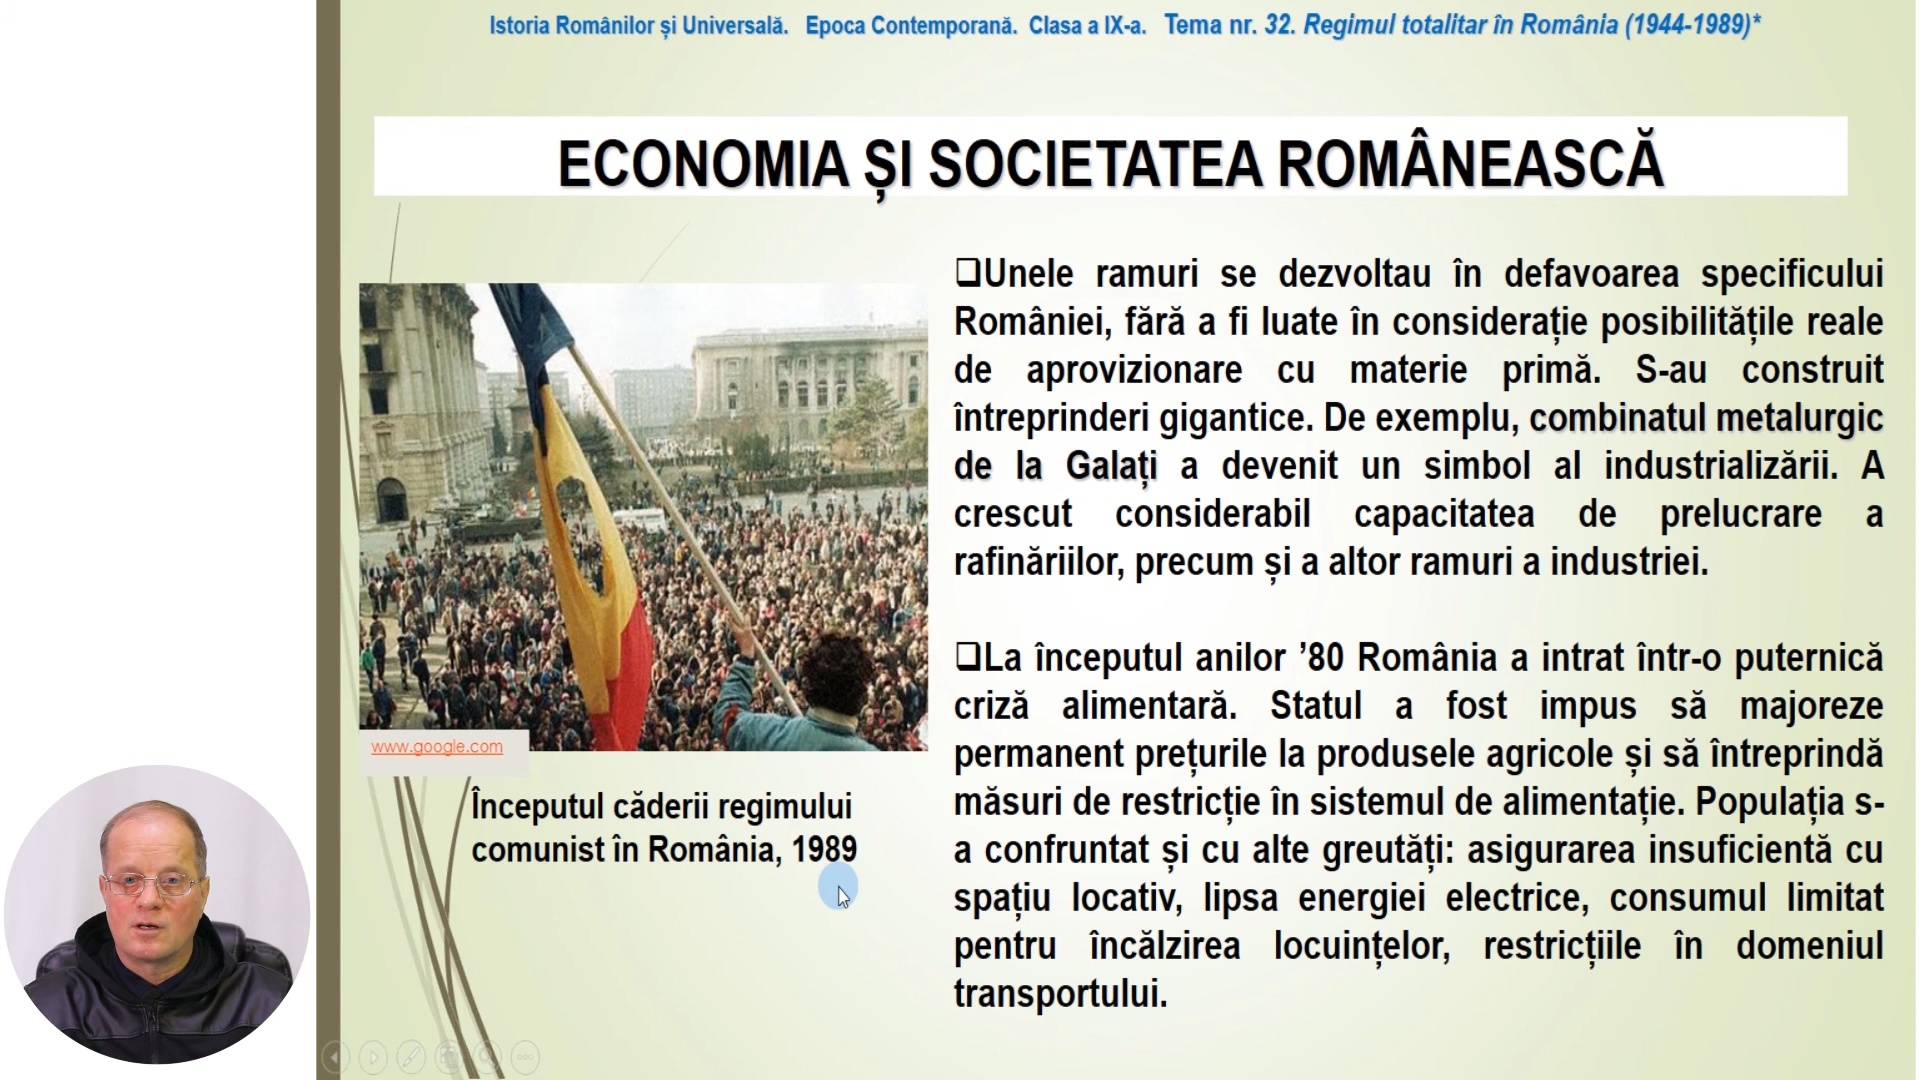 Istoria Românilor și Universală. Epoca Contemporană. Clasa a IX-a. Tema nr. 32. Regimul totalitar în România (1944-1989)*
ECONOMIA ȘI SOCIETATEA ROMÂNEASCĂ
❑Unele ramuri se dezvoltau în defavoarea specificului
României, fără a fi luate în considerație posibilitățile reale
de aprovizionare cu materie primă. S-au construit
întreprinderi gigantice. De exemplu, combinatul metalurgic
de la Galați a devenit un simbol al industrializării. A
crescut considerabil capacitatea de prelucrare a
rafinăriilor, precum și a altor ramuri a industriei.
❑La începutul anilor ’80 România a intrat într-o puternică
criză alimentară. Statul a fost impus să majoreze
permanent prețurile la produsele agricole și să întreprindă
măsuri de restricție în sistemul de alimentație. Populația s-
a confruntat și cu alte greutăți: asigurarea insuficientă cu
spațiu locativ, lipsa energiei electrice, consumul limitat
pentru încălzirea locuințelor, restricțiile în domeniul
transportului.
www.google.com
Începutul căderii regimului
comunist în România, 1989